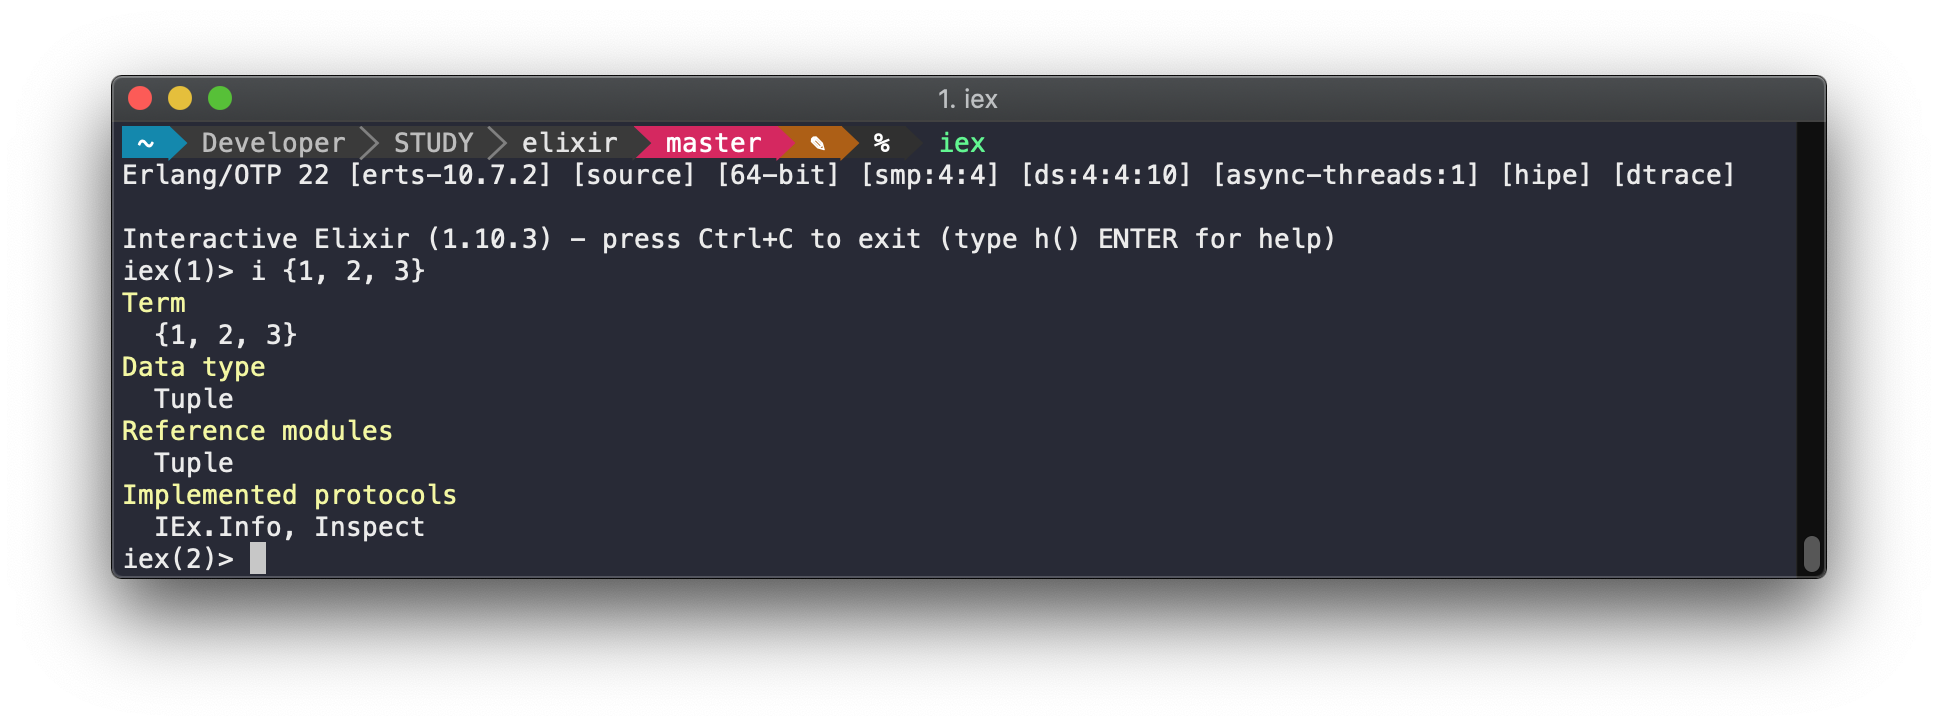 1. iex
~ Developer STUDY elixir master ✎ % iex
Erlang/OTP 22 [erts-10.7.2] [source] [64-bit] [smp:4:4] [ds:4:4:10] [async-threads:1] [hipe] [dtrace]
Interactive Elixir (1.10.3) - press Ctrl+C to exit (type h() ENTER for help)
iex(1)> i {1, 2, 3}
Term
{1, 2, 3}
Data type
Tuple
Reference modules
Tuple
Implemented protocols
IEx.Info, Inspect
iex(2)>